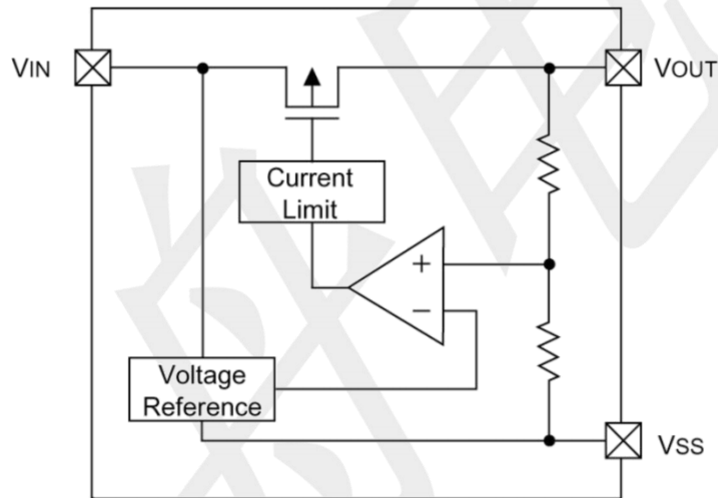 VIN
VOUT
Current
Limit
+
−
Voltage
Reference
VSS